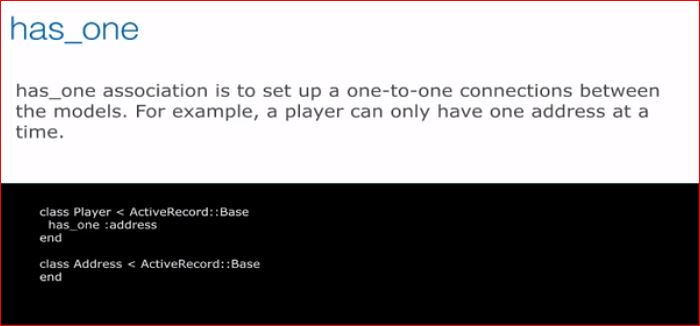 has_one
has_one association is to set up a one-to-one connections between
the models. For example, a player can only have one address at a
time.
class Player < ActiveRecord::Base
has_one :address
end
class Address < ActiveRecord::Base
end